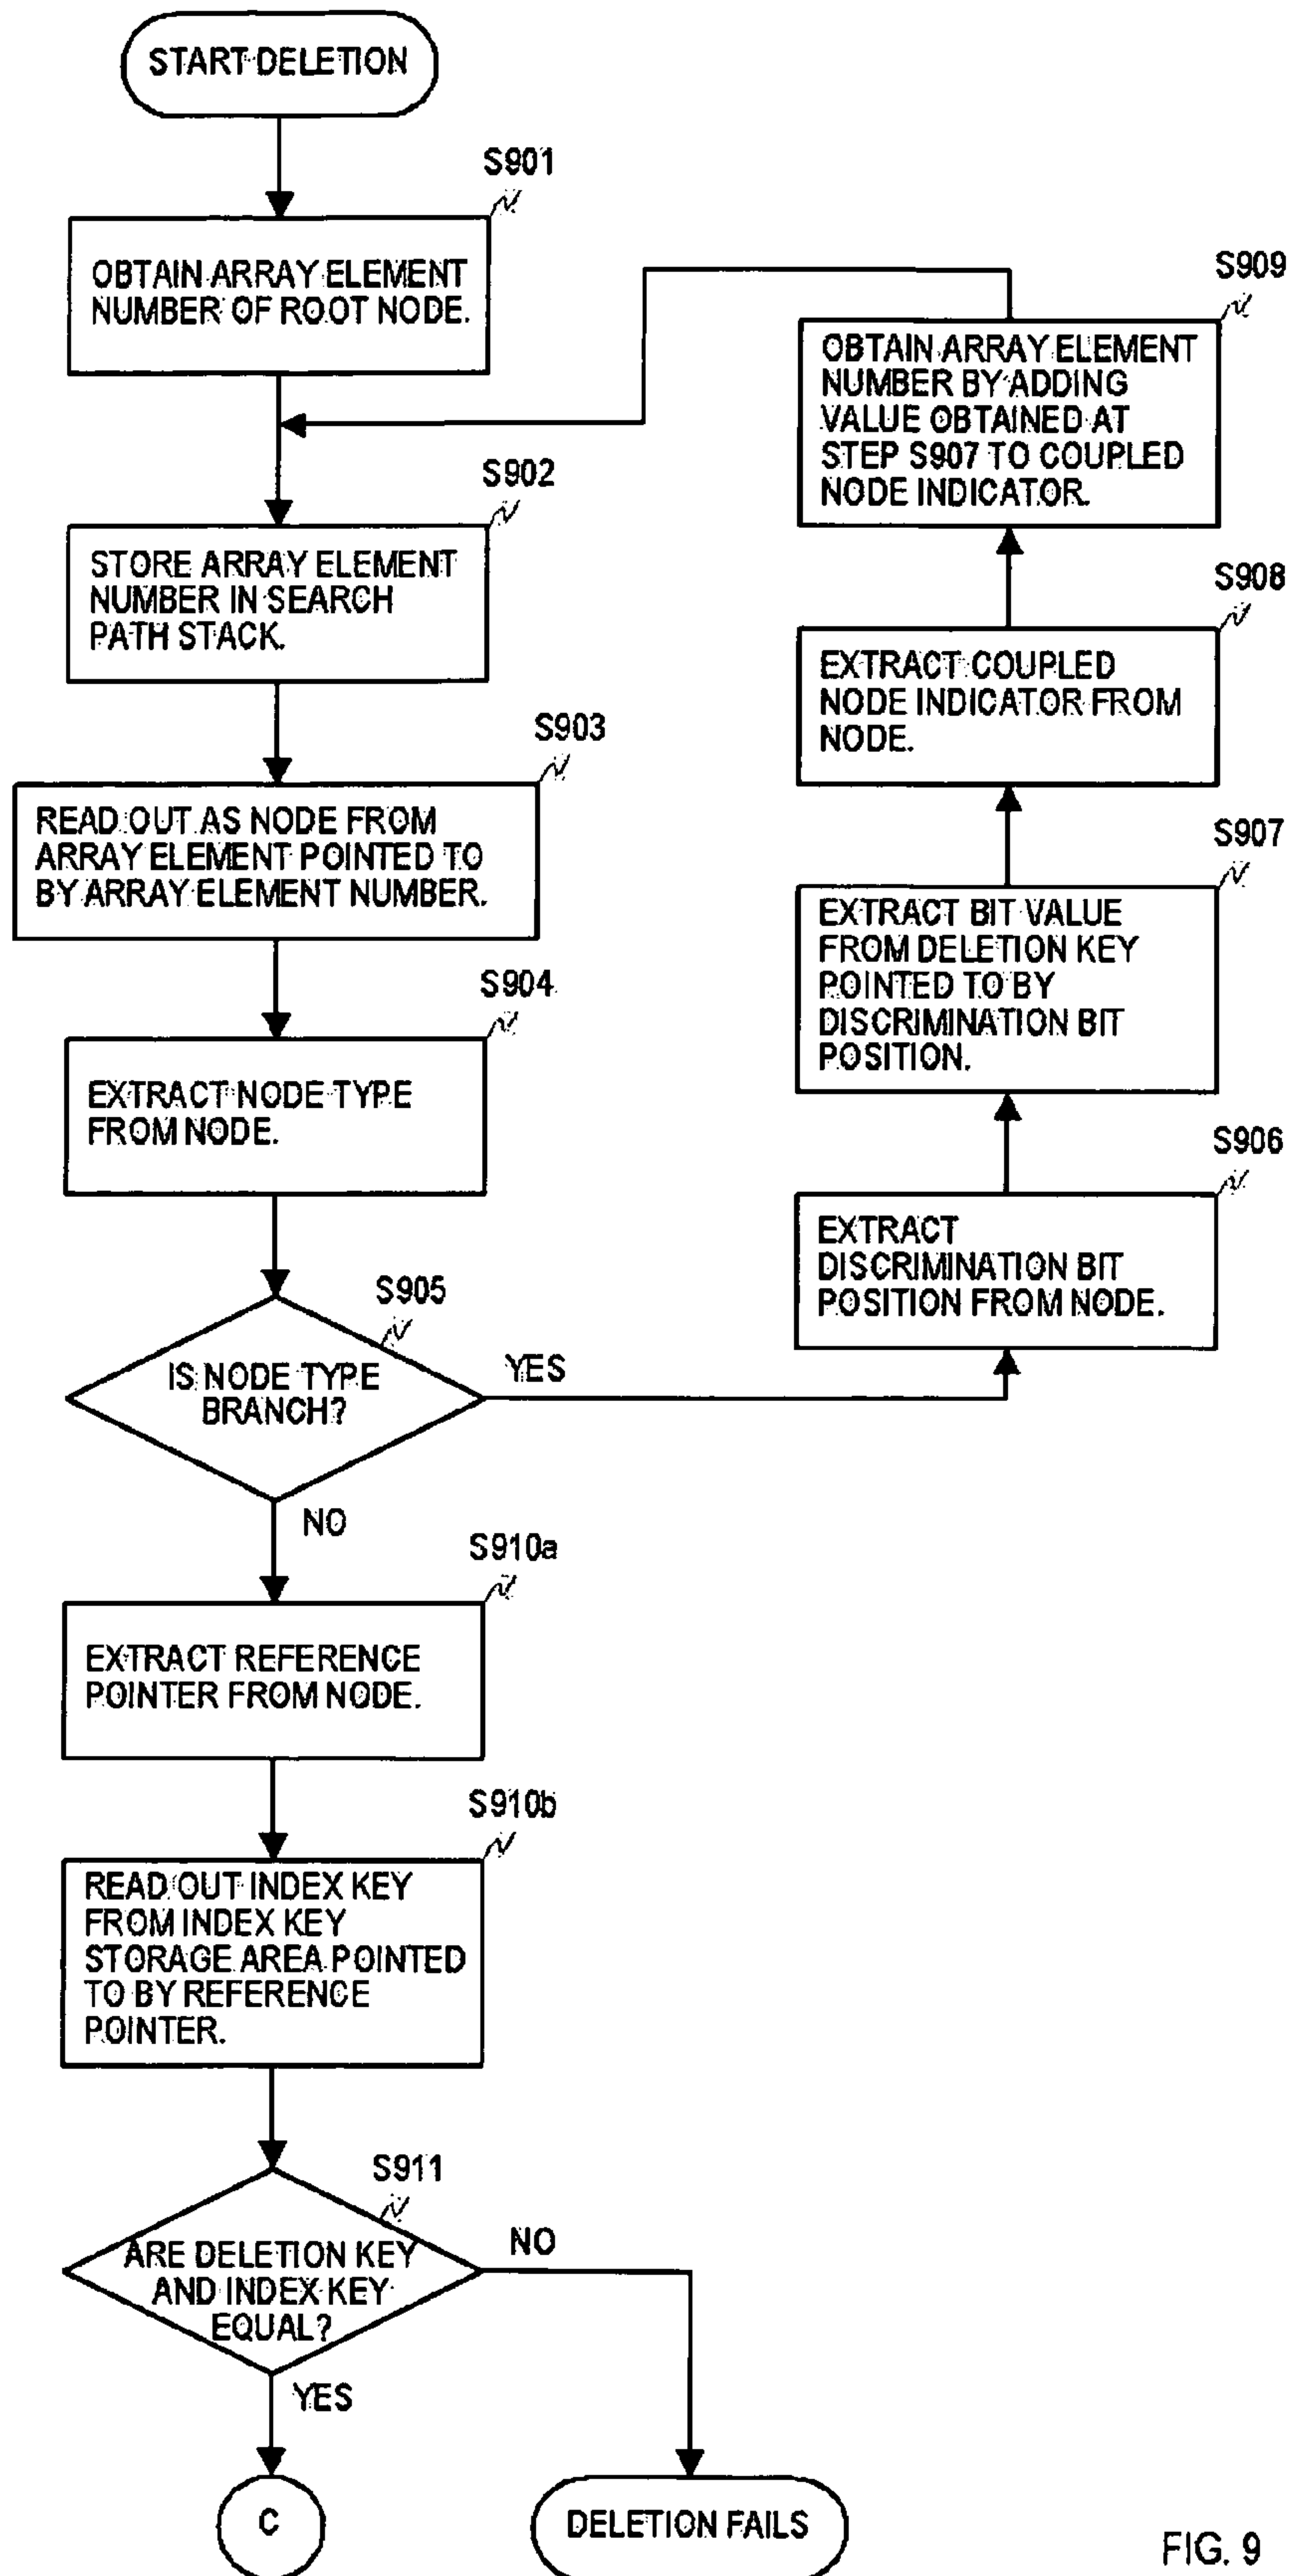 START DELETION
S901
OBTAIN ARRAY ELEMENT
NUMBER OF ROOT NODE.
S902
STORE ARRAY ELEMENT
NUMBER IN SEARCH
PATH STACK.
S903
READ OUT AS NODE FROM
ARRAY ELEMENT POINTED TO
BY ARRAY ELEMENT NUMBER.
S904
EXTRACT NODE TYPE
FROM NODE.
S905
IS NODE TYPE
BRANCH?
YES
NO
S906
EXTRACT
DISCRIMINATION BIT
POSITION FROM NODE.
S907
EXTRACT BIT VALUE
FROM DELETION KEY
POINTED TO BY
DISCRIMINATION BIT
POSITION.
S908
EXTRACT COUPLED
NODE INDICATOR FROM
NODE.
S909
OBTAIN ARRAY ELEMENT
NUMBER BY ADDING
VALUE OBTAINED AT
STEP S907 TO COUPLED
NODE INDICATOR.
S910a
EXTRACT REFERENCE
POINTER FROM NODE.
S910b
READ OUT INDEX KEY
FROM INDEX KEY
STORAGE AREA POINTED
TO BY REFERENCE
POINTER.
S911
ARE DELETION KEY
AND INDEX KEY
EQUAL?
NO
YES
C
DELETION FAILS
FIG. 9